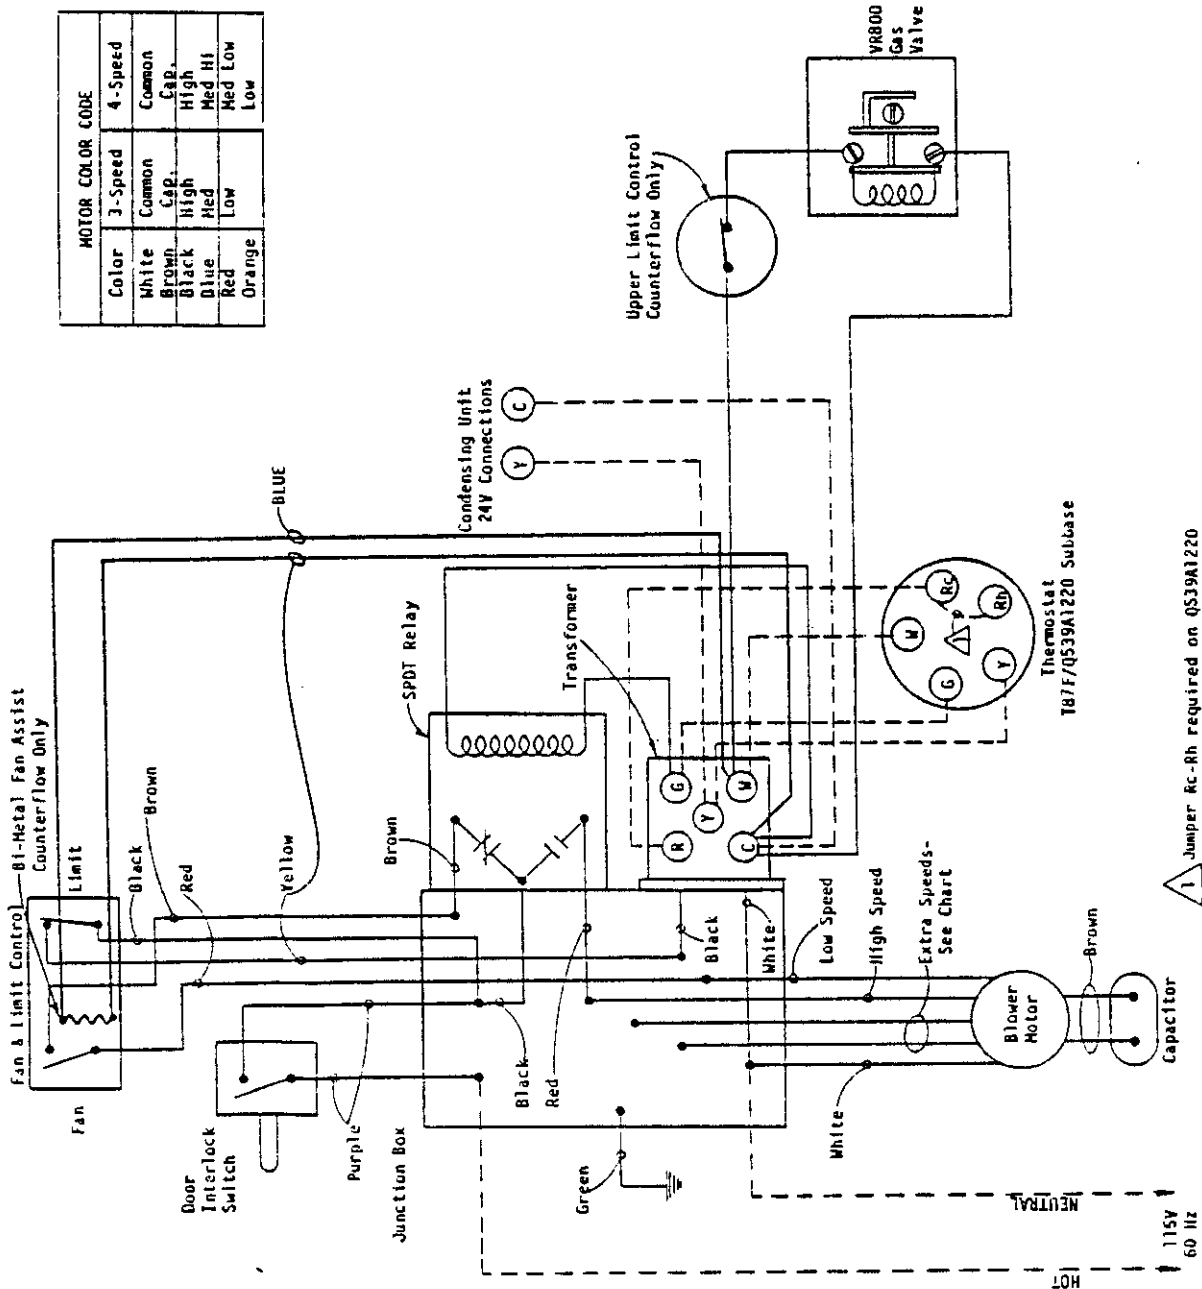 MOTOR COLOR CODE
Color 3-Speed 4-Speed
White Common Common
Brown Cap. Cap.
Black High High
Blue Med Med Hi
Red Low Med Low
Orange Low
Fan & Limit Control
Bi-Metal Fan Assist
Counterflow Only
Limit
Fan
Black
Brown
Red
Yellow
BLUE
Door
Interlock
Switch
Purple
Junction Box
SPDT Relay
Brown
Transformer
Condensing Unit
24V Connections
Y
C
Upper Limit Control
Counterflow Only
VR800
Gas
Valve
R
G
Y
C
W
Black
Red
Black
White
Green
Low Speed
High Speed
Extra Speeds-
See Chart
White
Blower
Motor
Brown
Capacitor
G
W
Rc
Rh
Y
1
Thermostat
T87F/Q539A1220 Subbase
HOT
NEUTRAL
115V
60 Hz
1 Jumper Rc-Rh required on Q539A1220